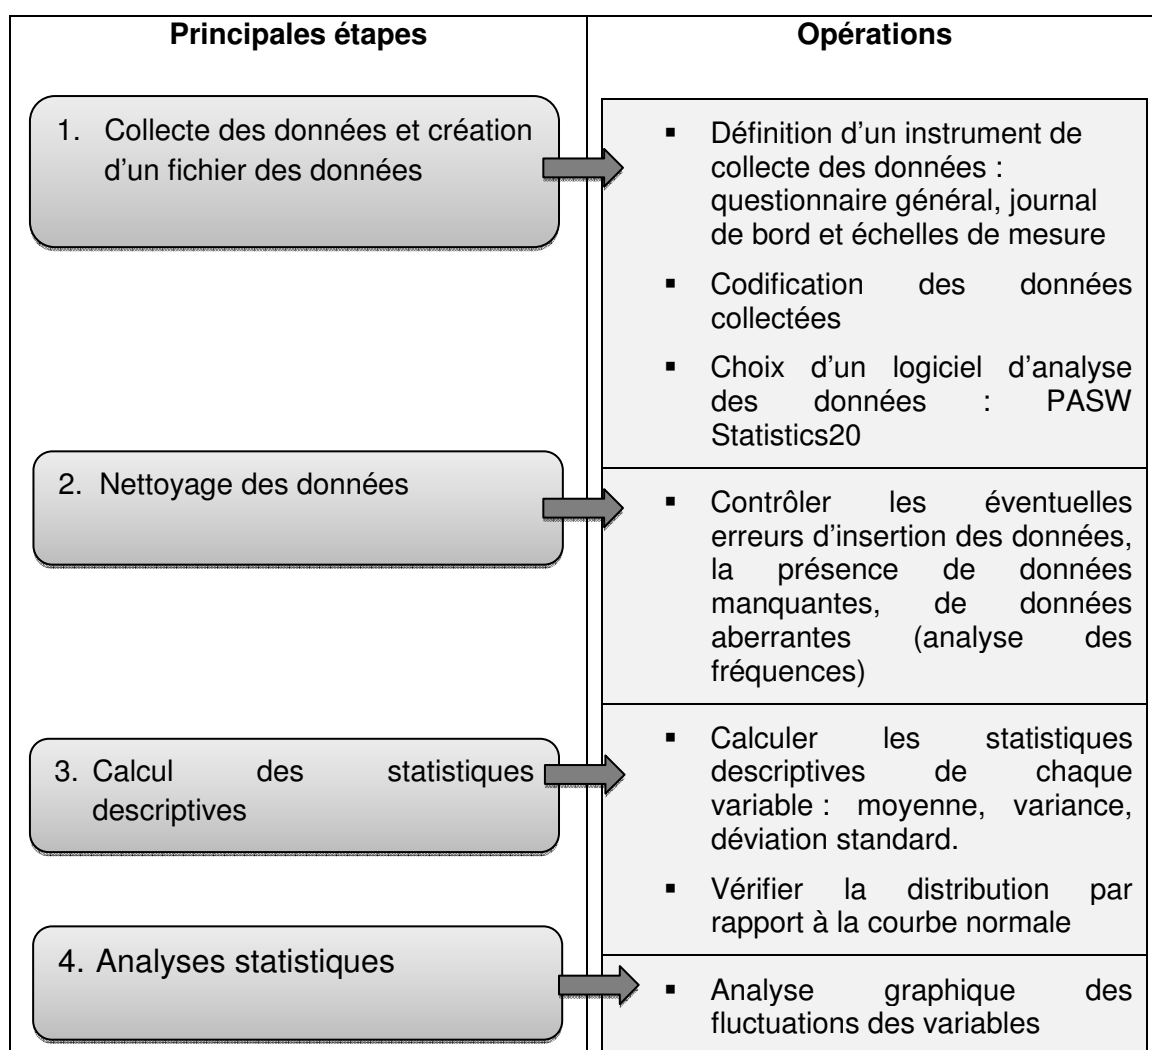 Principales étapes
Opérations
1. Collecte des données et création
d'un fichier des données
▪ Définition d'un instrument de
collecte des données :
questionnaire général, journal
de bord et échelles de mesure
▪ Codification des données
collectées
▪ Choix d'un logiciel d'analyse
des données : PASW
Statistics20
2. Nettoyage des données
▪ Contrôler les éventuelles
erreurs d'insertion des données,
la présence de données
manquantes, de données
aberrantes (analyse des
fréquences)
3. Calcul des statistiques
descriptives
▪ Calculer les statistiques
descriptives de chaque
variable : moyenne, variance,
déviation standard.
▪ Vérifier la distribution par
rapport à la courbe normale
4. Analyses statistiques
▪ Analyse graphique des
fluctuations des variables